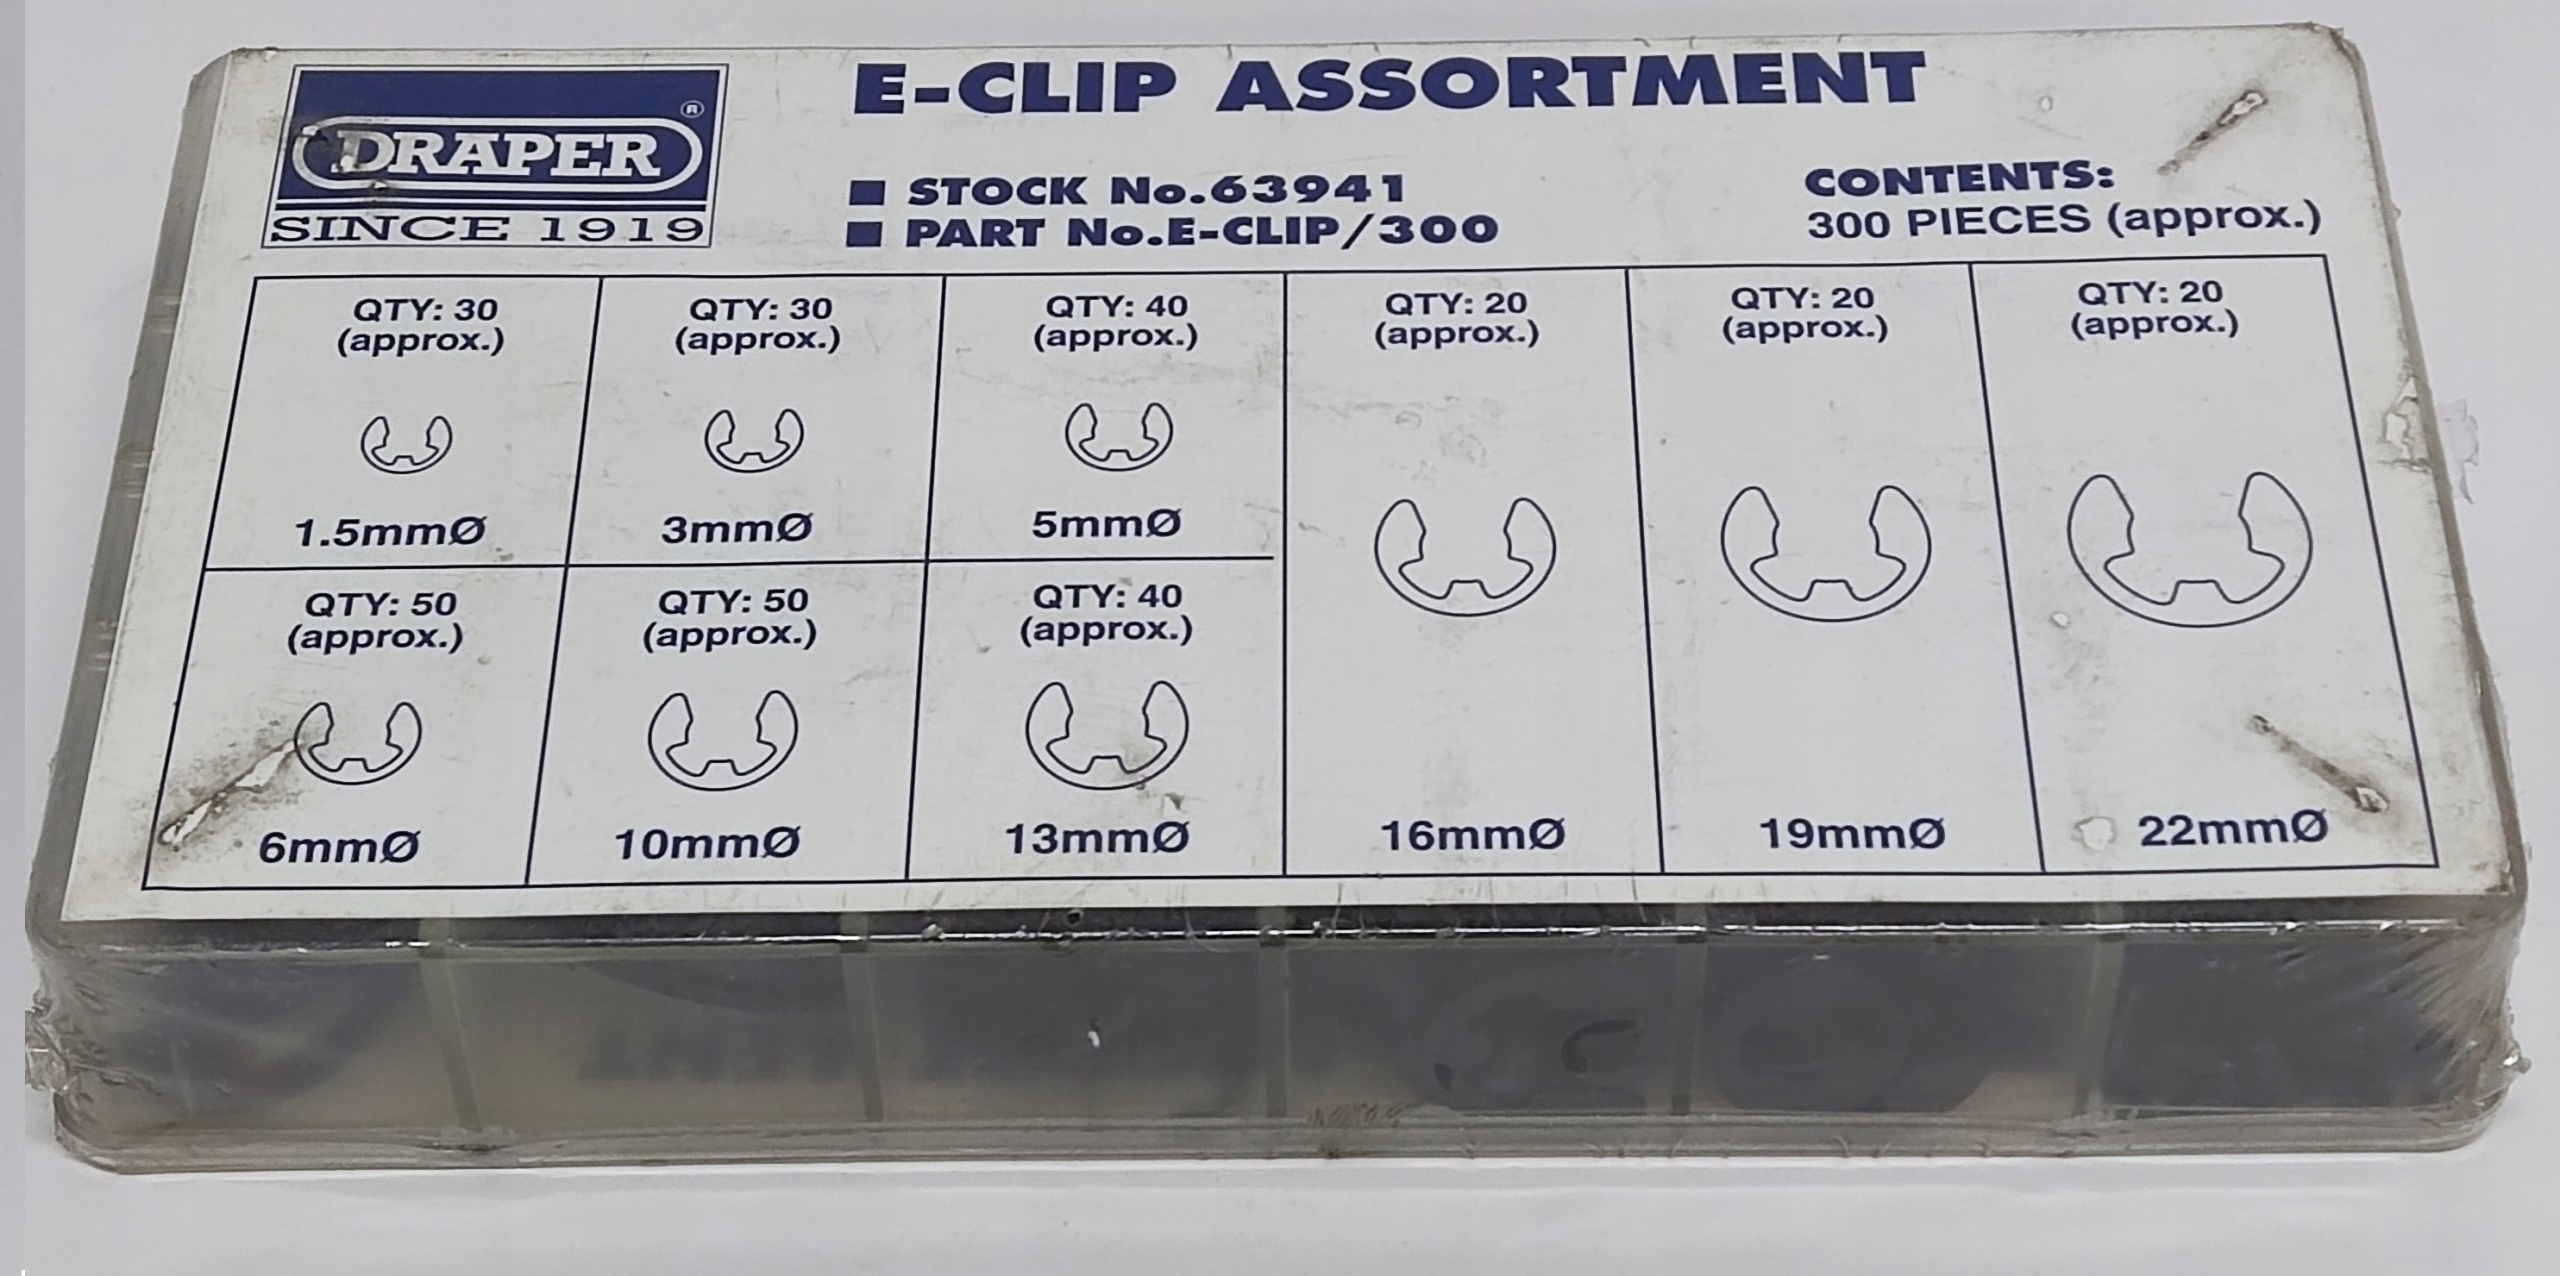 DRAPER®
SINCE 1919
E-CLIP ASSORTMENT
■ STOCK No.63941
■ PART No.E-CLIP/300
CONTENTS:
300 PIECES (approx.)
QTY: 30
(approx.)
1.5mmØ
QTY: 30
(approx.)
3mmØ
QTY: 40
(approx.)
5mmØ
QTY: 20
(approx.)
16mmØ
QTY: 20
(approx.)
19mmØ
QTY: 20
(approx.)
22mmØ
QTY: 50
(approx.)
6mmØ
QTY: 50
(approx.)
10mmØ
QTY: 40
(approx.)
13mmØ